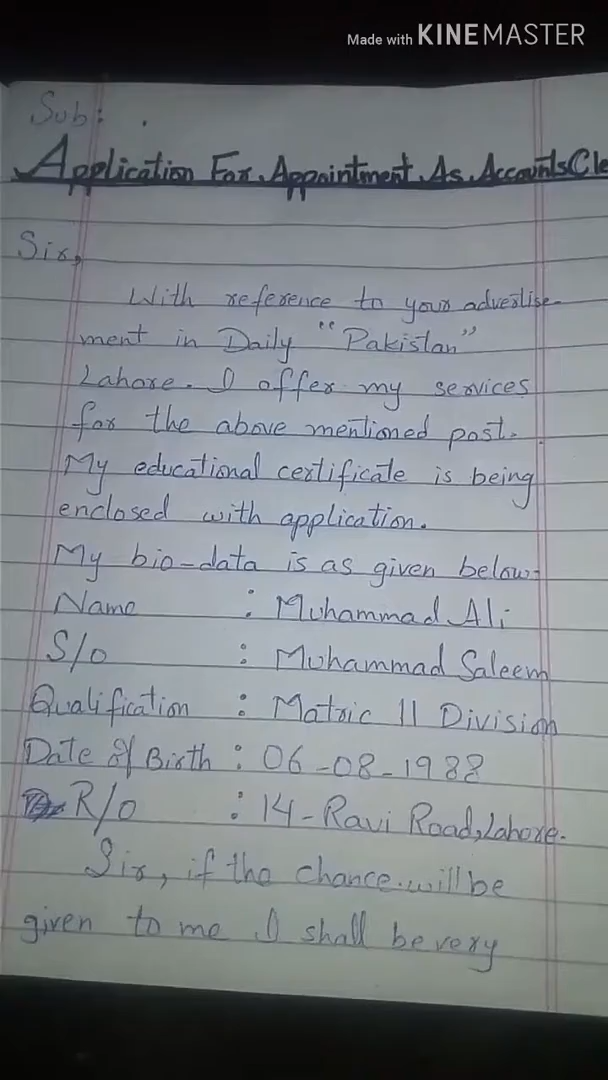 Made with KINEMASTER
Sub:
Application For Appointment As Accounts Cle
Sir,
With reference to your advertise-
ment in Daily "Pakistan"
Lahore. I offer my services
for the above mentioned post.
My educational certificate is being
enclosed with application.
My bio-data is as given below:-
Name : Muhammad Ali
S/o : Muhammad Saleem
Qualification : Matric II Division
Date of Birth : 06-08-1988
R/o : 14-Ravi Road, Lahore.
Sir, if the chance will be
given to me I shall be very